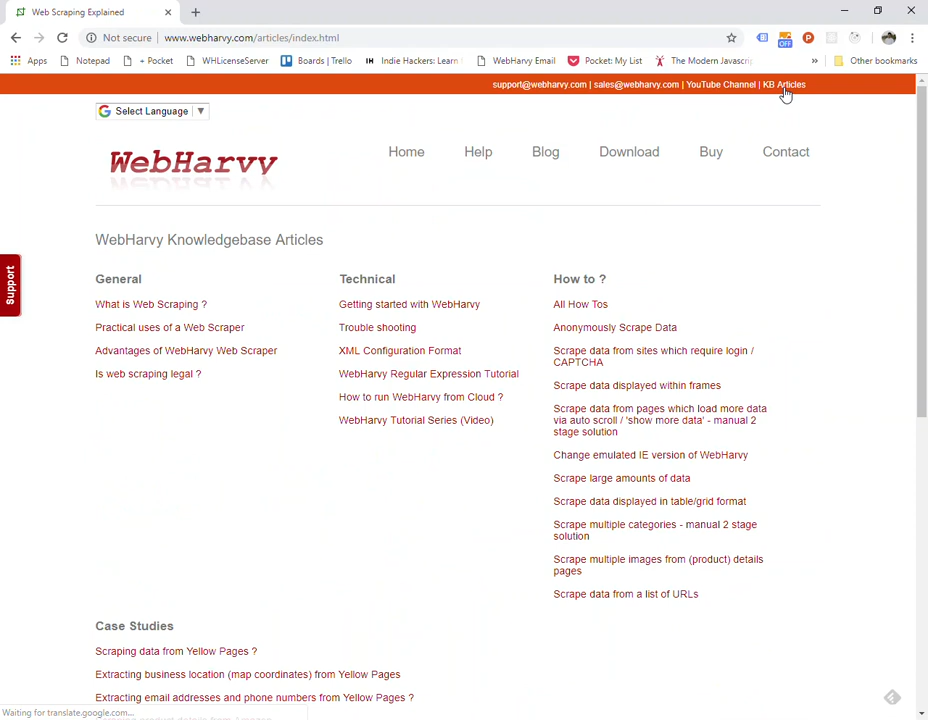 Web Scraping Explained
Not secure | www.webharvy.com/articles/index.html
Apps Notepad + Pocket WHLicenseServer Boards | Trello Indie Hackers: Learn WebHarvy Email Pocket: My List The Modern Javascri » Other bookmarks
support@webharvy.com | sales@webharvy.com | YouTube Channel | KB Articles
Select Language ▼
WebHarvy
Home Help Blog Download Buy Contact
WebHarvy Knowledgebase Articles
Support
General
What is Web Scraping ?
Practical uses of a Web Scraper
Advantages of WebHarvy Web Scraper
Is web scraping legal ?
Technical
Getting started with WebHarvy
Trouble shooting
XML Configuration Format
WebHarvy Regular Expression Tutorial
How to run WebHarvy from Cloud ?
WebHarvy Tutorial Series (Video)
How to ?
All How Tos
Anonymously Scrape Data
Scrape data from sites which require login /
CAPTCHA
Scrape data displayed within frames
Scrape data from pages which load more data
via auto scroll / 'show more data' - manual 2
stage solution
Change emulated IE version of WebHarvy
Scrape large amounts of data
Scrape data displayed in table/grid format
Scrape multiple categories - manual 2 stage
solution
Scrape multiple images from (product) details
pages
Scrape data from a list of URLs
Case Studies
Scraping data from Yellow Pages ?
Extracting business location (map coordinates) from Yellow Pages
Extracting email addresses and phone numbers from Yellow Pages ?
Waiting for translate.google.com...